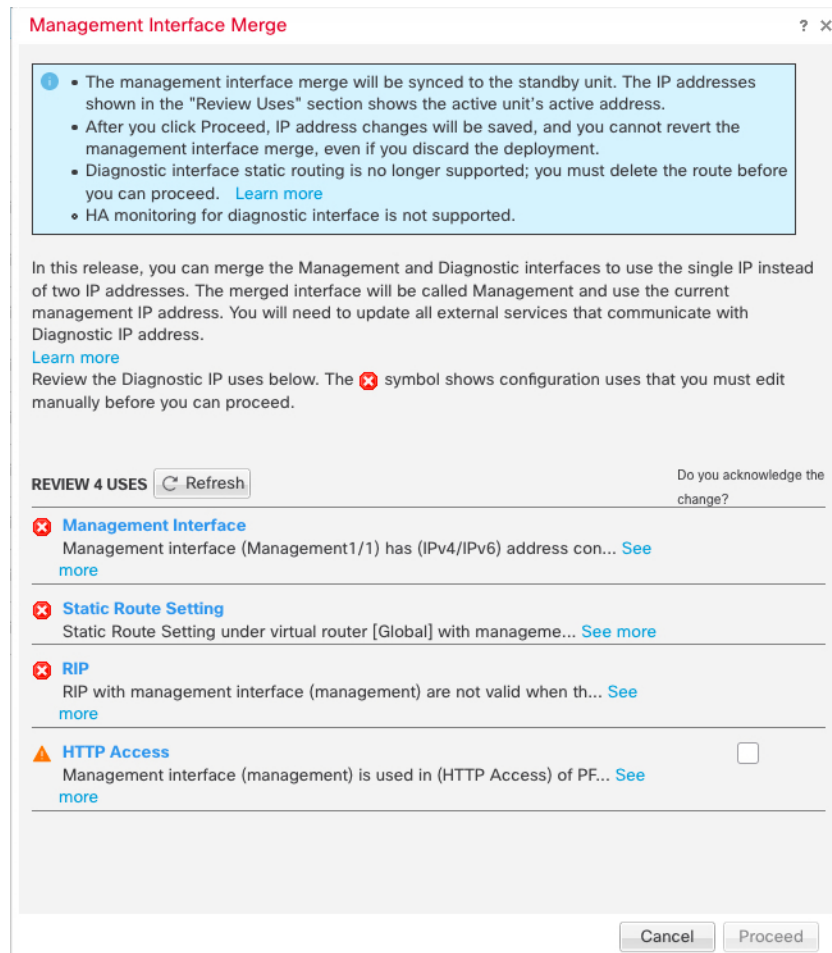 Management Interface Merge ? ×
i • The management interface merge will be synced to the standby unit. The IP addresses
shown in the "Review Uses" section shows the active unit's active address.
• After you click Proceed, IP address changes will be saved, and you cannot revert the
management interface merge, even if you discard the deployment.
• Diagnostic interface static routing is no longer supported; you must delete the route before
you can proceed. Learn more
• HA monitoring for diagnostic interface is not supported.
In this release, you can merge the Management and Diagnostic interfaces to use the single IP instead
of two IP addresses. The merged interface will be called Management and use the current
management IP address. You will need to update all external services that communicate with
Diagnostic IP address.
Learn more
Review the Diagnostic IP uses below. The symbol shows configuration uses that you must edit
manually before you can proceed.
REVIEW 4 USES Refresh
Do you acknowledge the
change?
Management Interface
Management interface (Management1/1) has (IPv4/IPv6) address con... See
more
Static Route Setting
Static Route Setting under virtual router [Global] with manageme... See more
RIP
RIP with management interface (management) are not valid when th... See
more
HTTP Access
Management interface (management) is used in (HTTP Access) of PF... See
more
Cancel Proceed